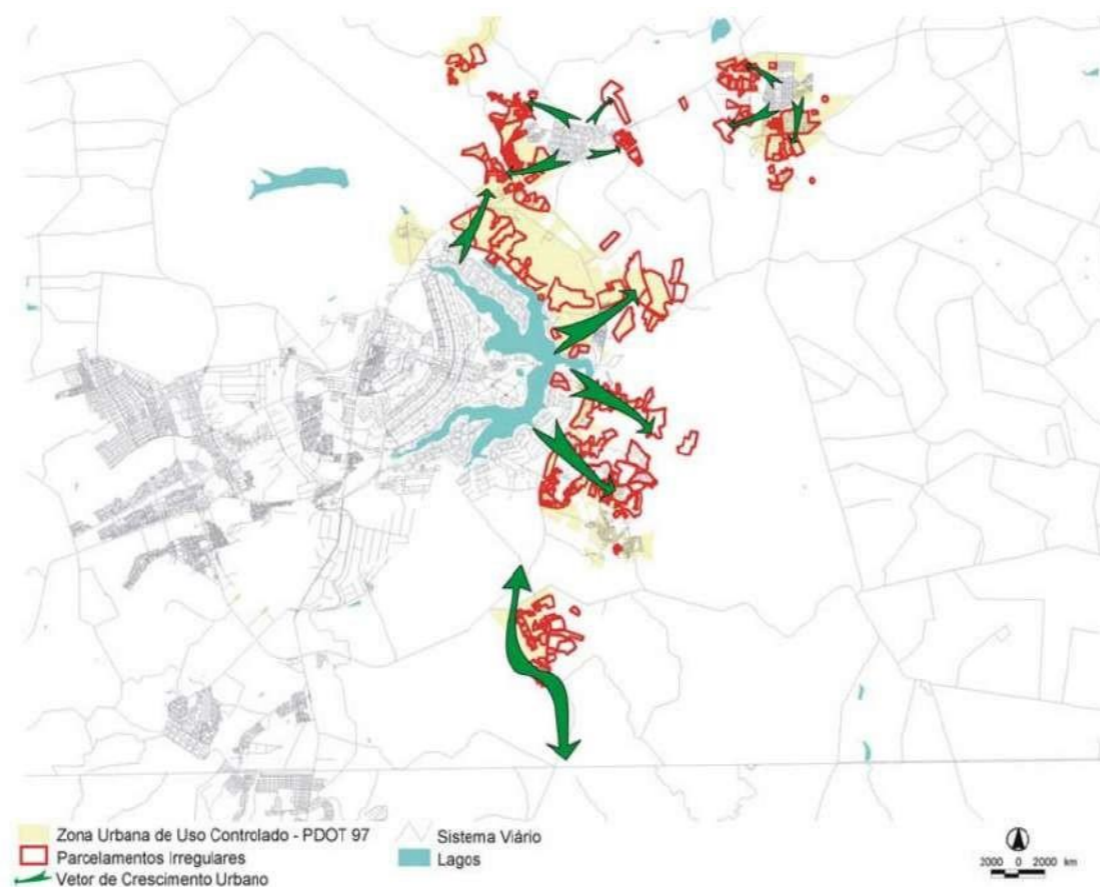 Zona Urbana de Uso Controlado - PDOT 97
Parcelamentos Irregulares
Vetor de Crescimento Urbano
Sistema Viário
Lagos
2000 0 2000 km